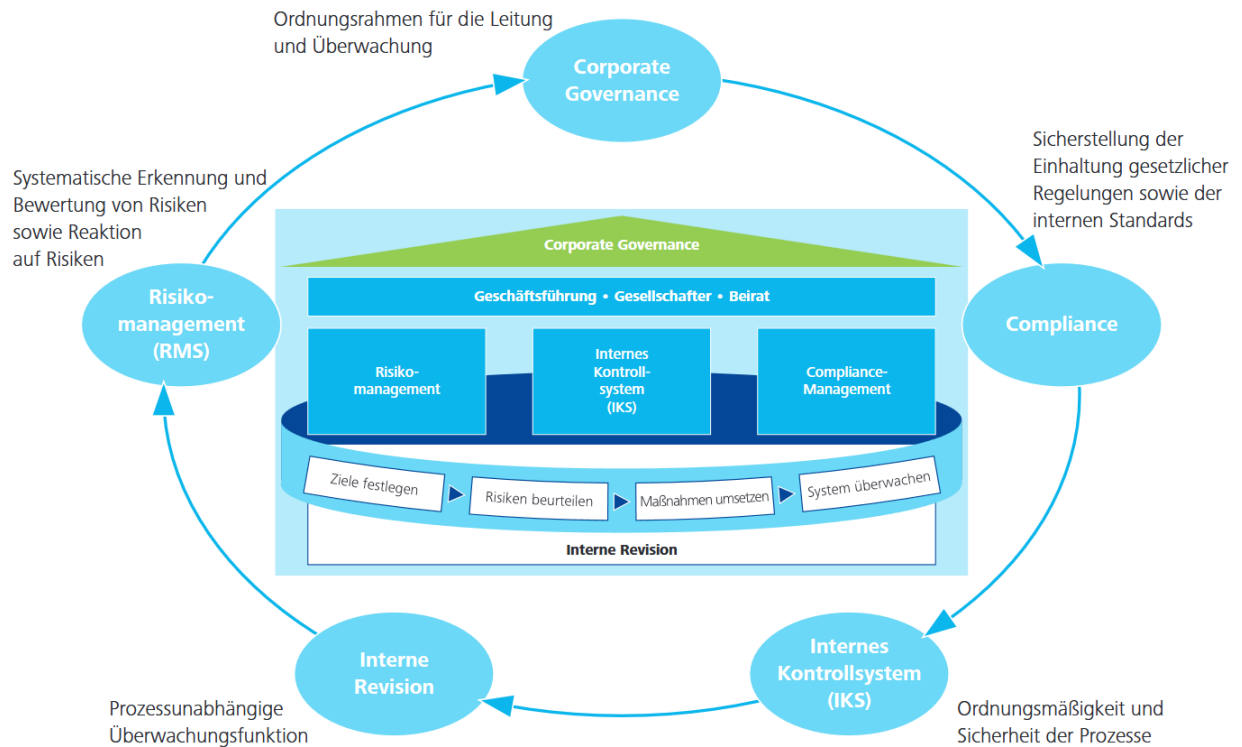 Ordnungsrahmen für die Leitung
und Überwachung
Corporate
Governance
Sicherstellung der
Einhaltung gesetzlicher
Regelungen sowie der
internen Standards
Systematische Erkennung und
Bewertung von Risiken
sowie Reaktion
auf Risiken
Risiko-
management
(RMS)
Compliance
Corporate Governance
Geschäftsführung • Gesellschafter • Beirat
Risiko-
management
Internes
Kontroll-
system
(IKS)
Compliance-
Management
Ziele festlegen
Risiken beurteilen
Maßnahmen umsetzen
System überwachen
Interne Revision
Interne
Revision
Internes
Kontrollsystem
(IKS)
Prozessunabhängige
Überwachungsfunktion
Ordnungsmäßigkeit und
Sicherheit der Prozesse